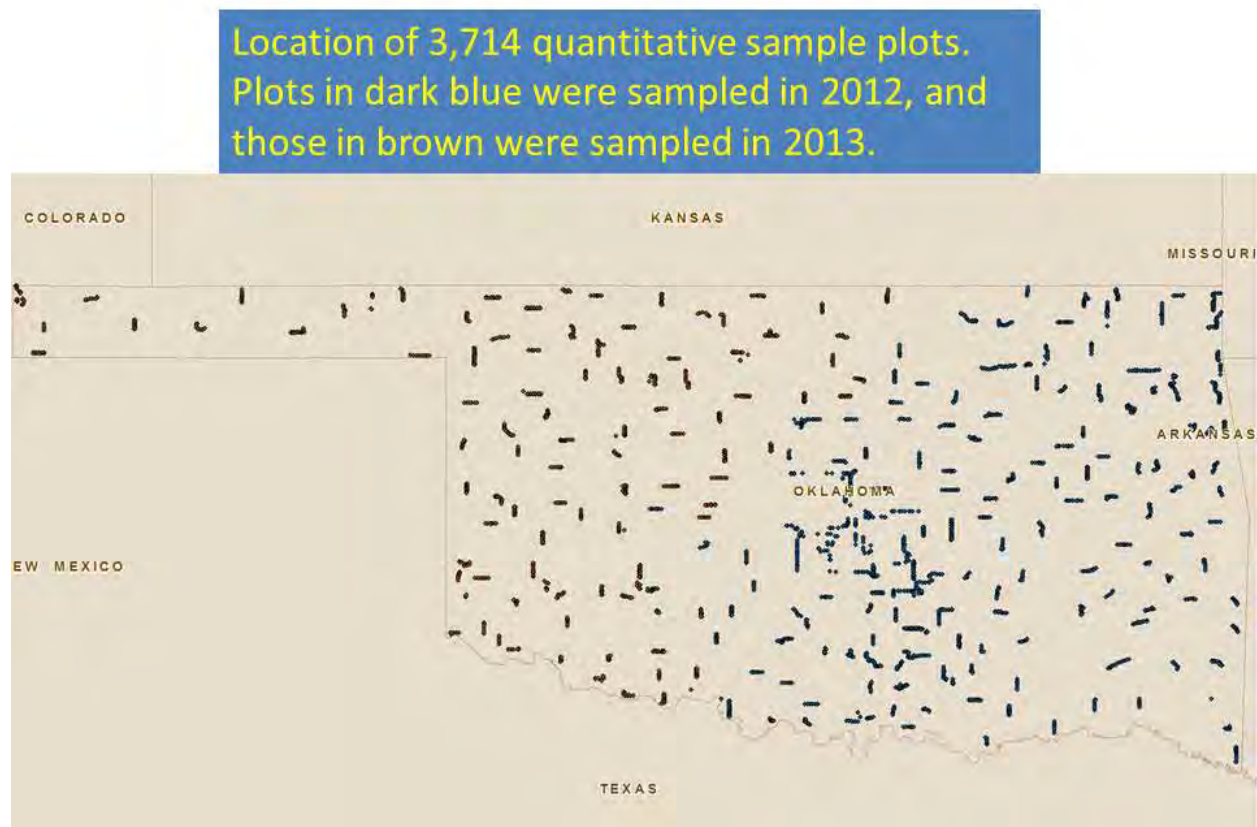 Location of 3,714 quantitative sample plots.
Plots in dark blue were sampled in 2012, and
those in brown were sampled in 2013.
COLORADO
KANSAS
MISSOURI
ARKANSAS
OKLAHOMA
EW MEXICO
TEXAS